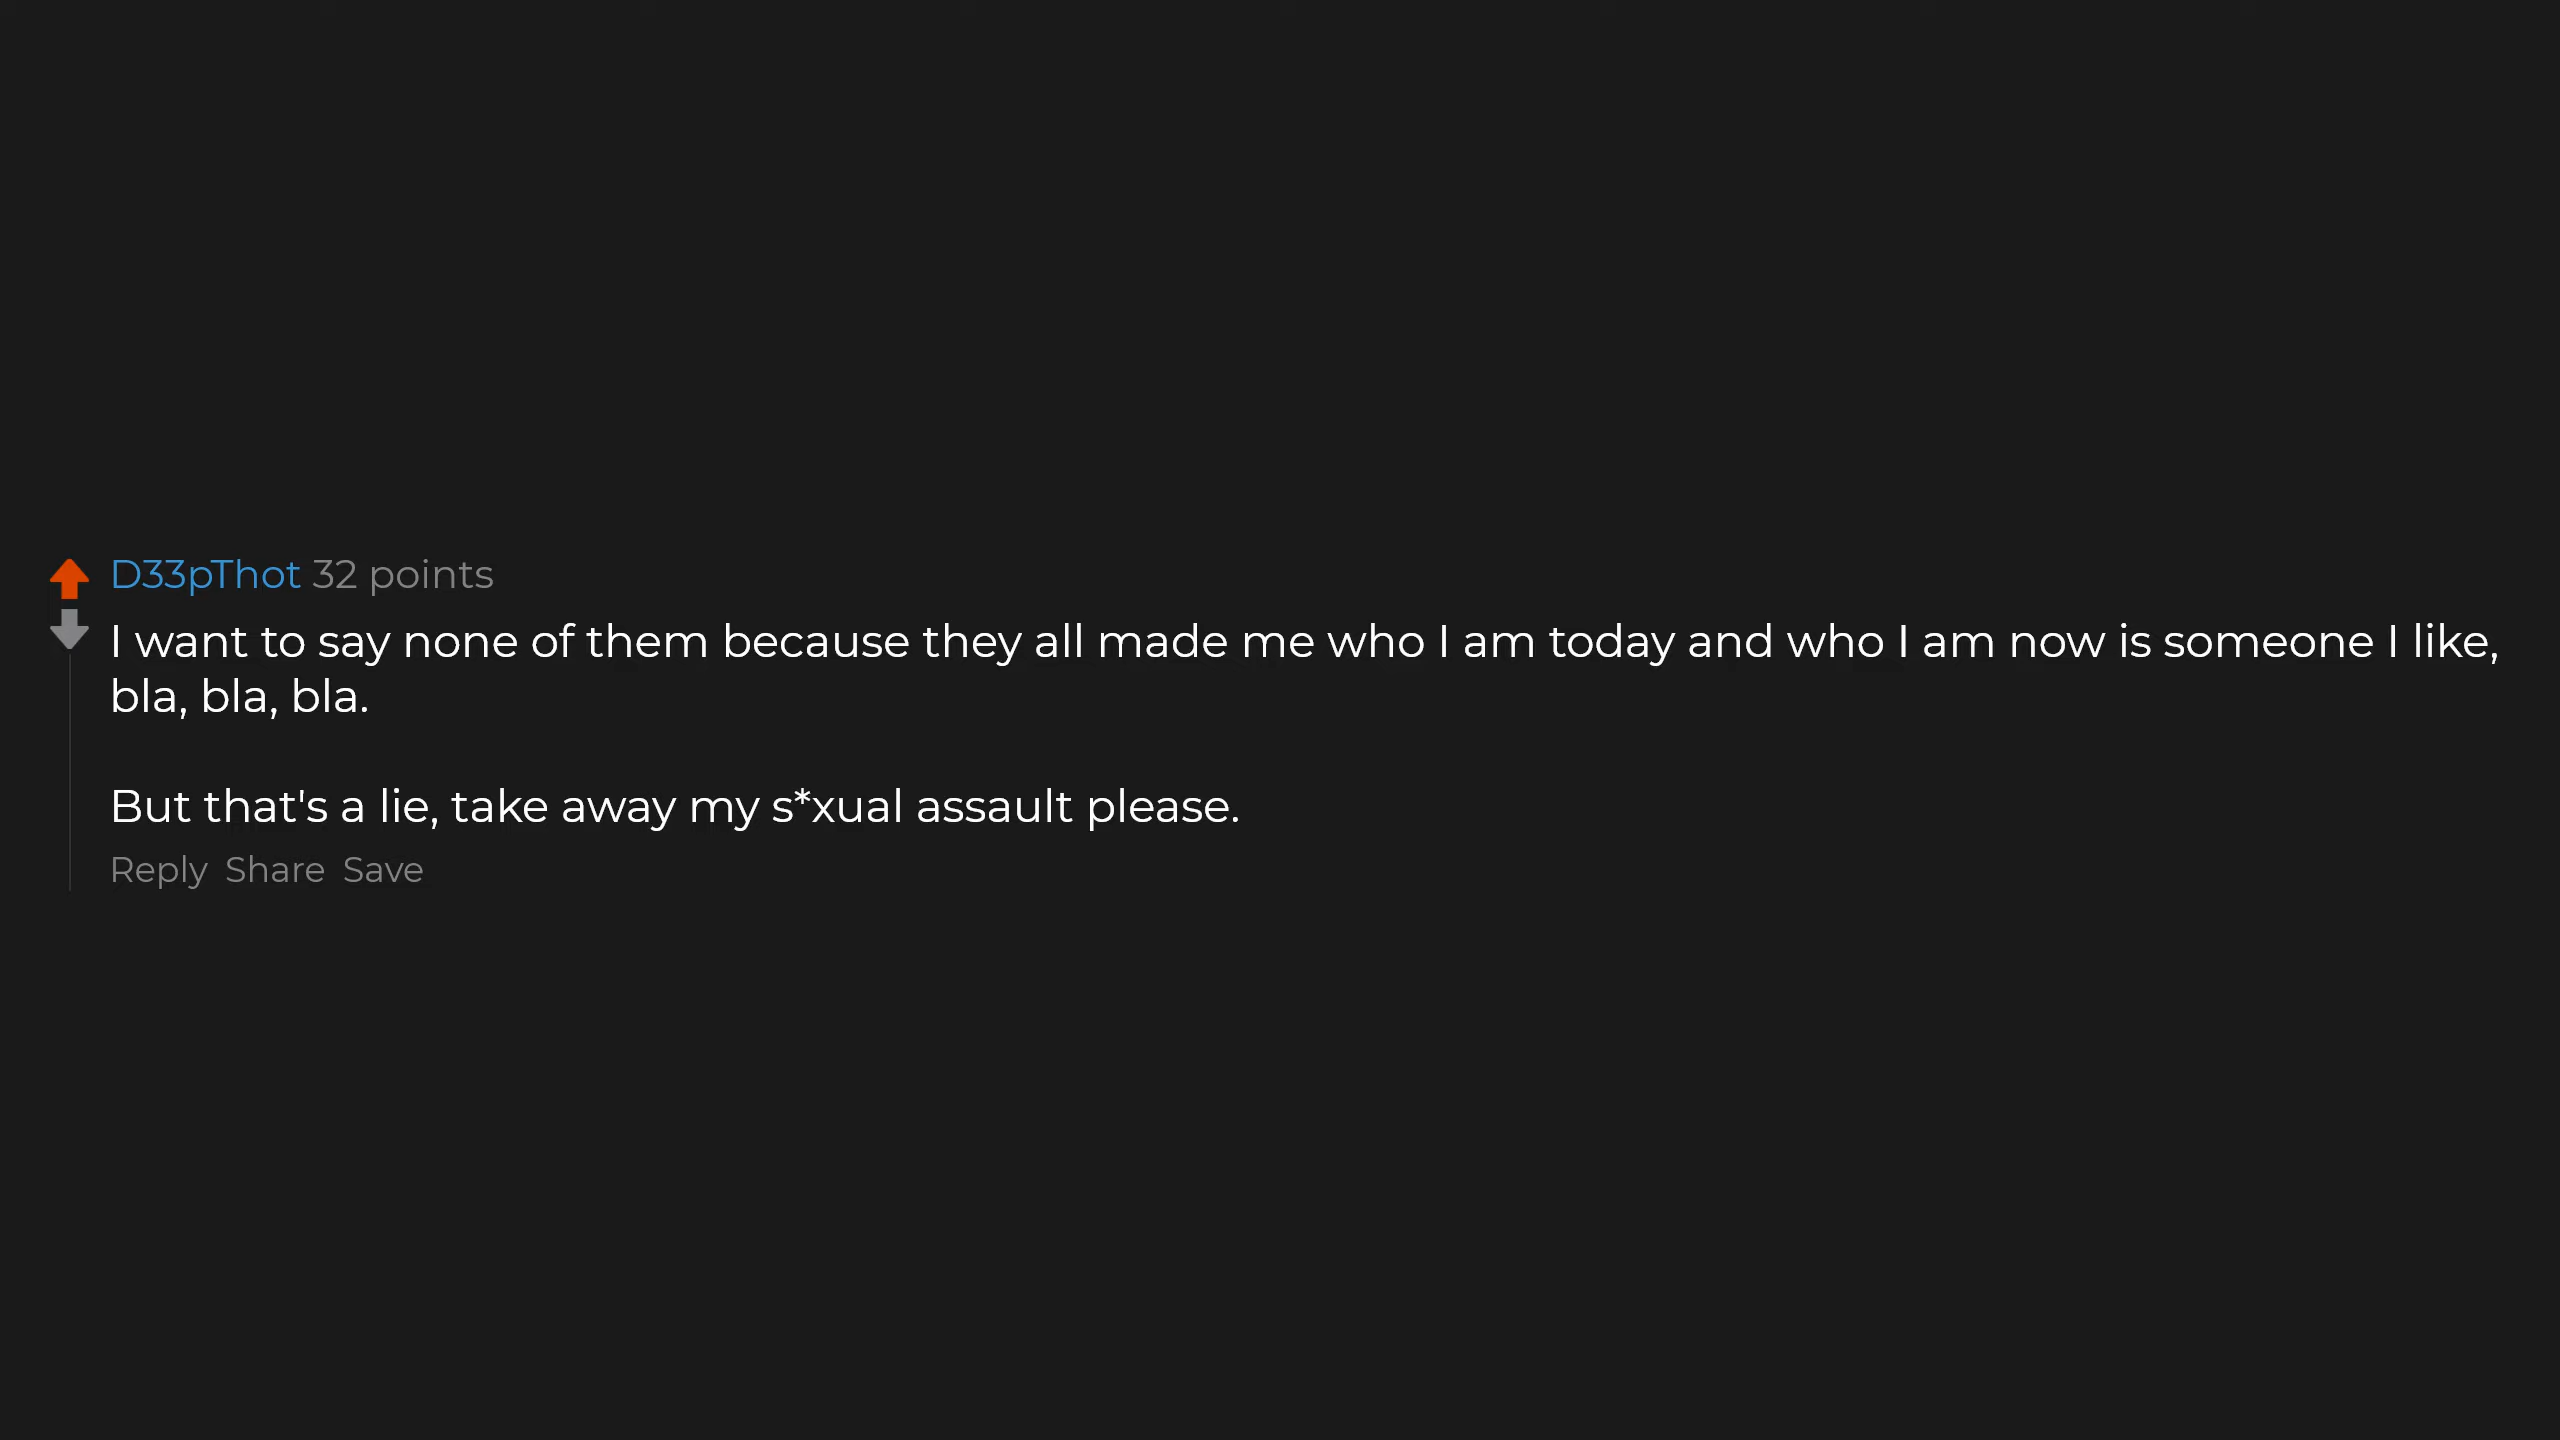 D33pThot 32 points
I want to say none of them because they all made me who I am today and who I am now is someone I like,
bla, bla, bla.
But that's a lie, take away my s*xual assault please.
Reply Share Save